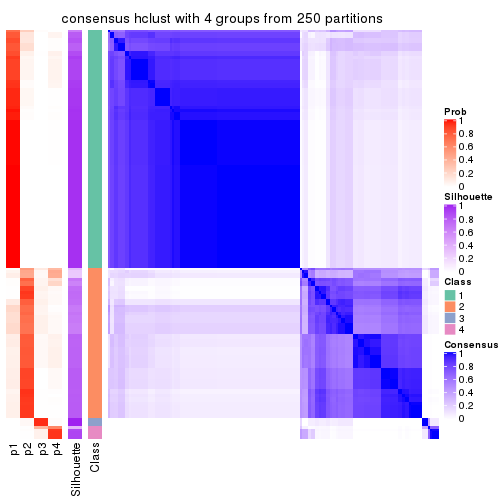 consensus hclust with 4 groups from 250 partitions
Prob
1
0.8
0.6
0.4
0.2
0
Silhouette
1
0.8
0.6
0.4
0.2
0
Class
1
2
3
4
Consensus
1
0.8
0.6
0.4
0.2
0
p1
p2
p3
p4
Silhouette
Class